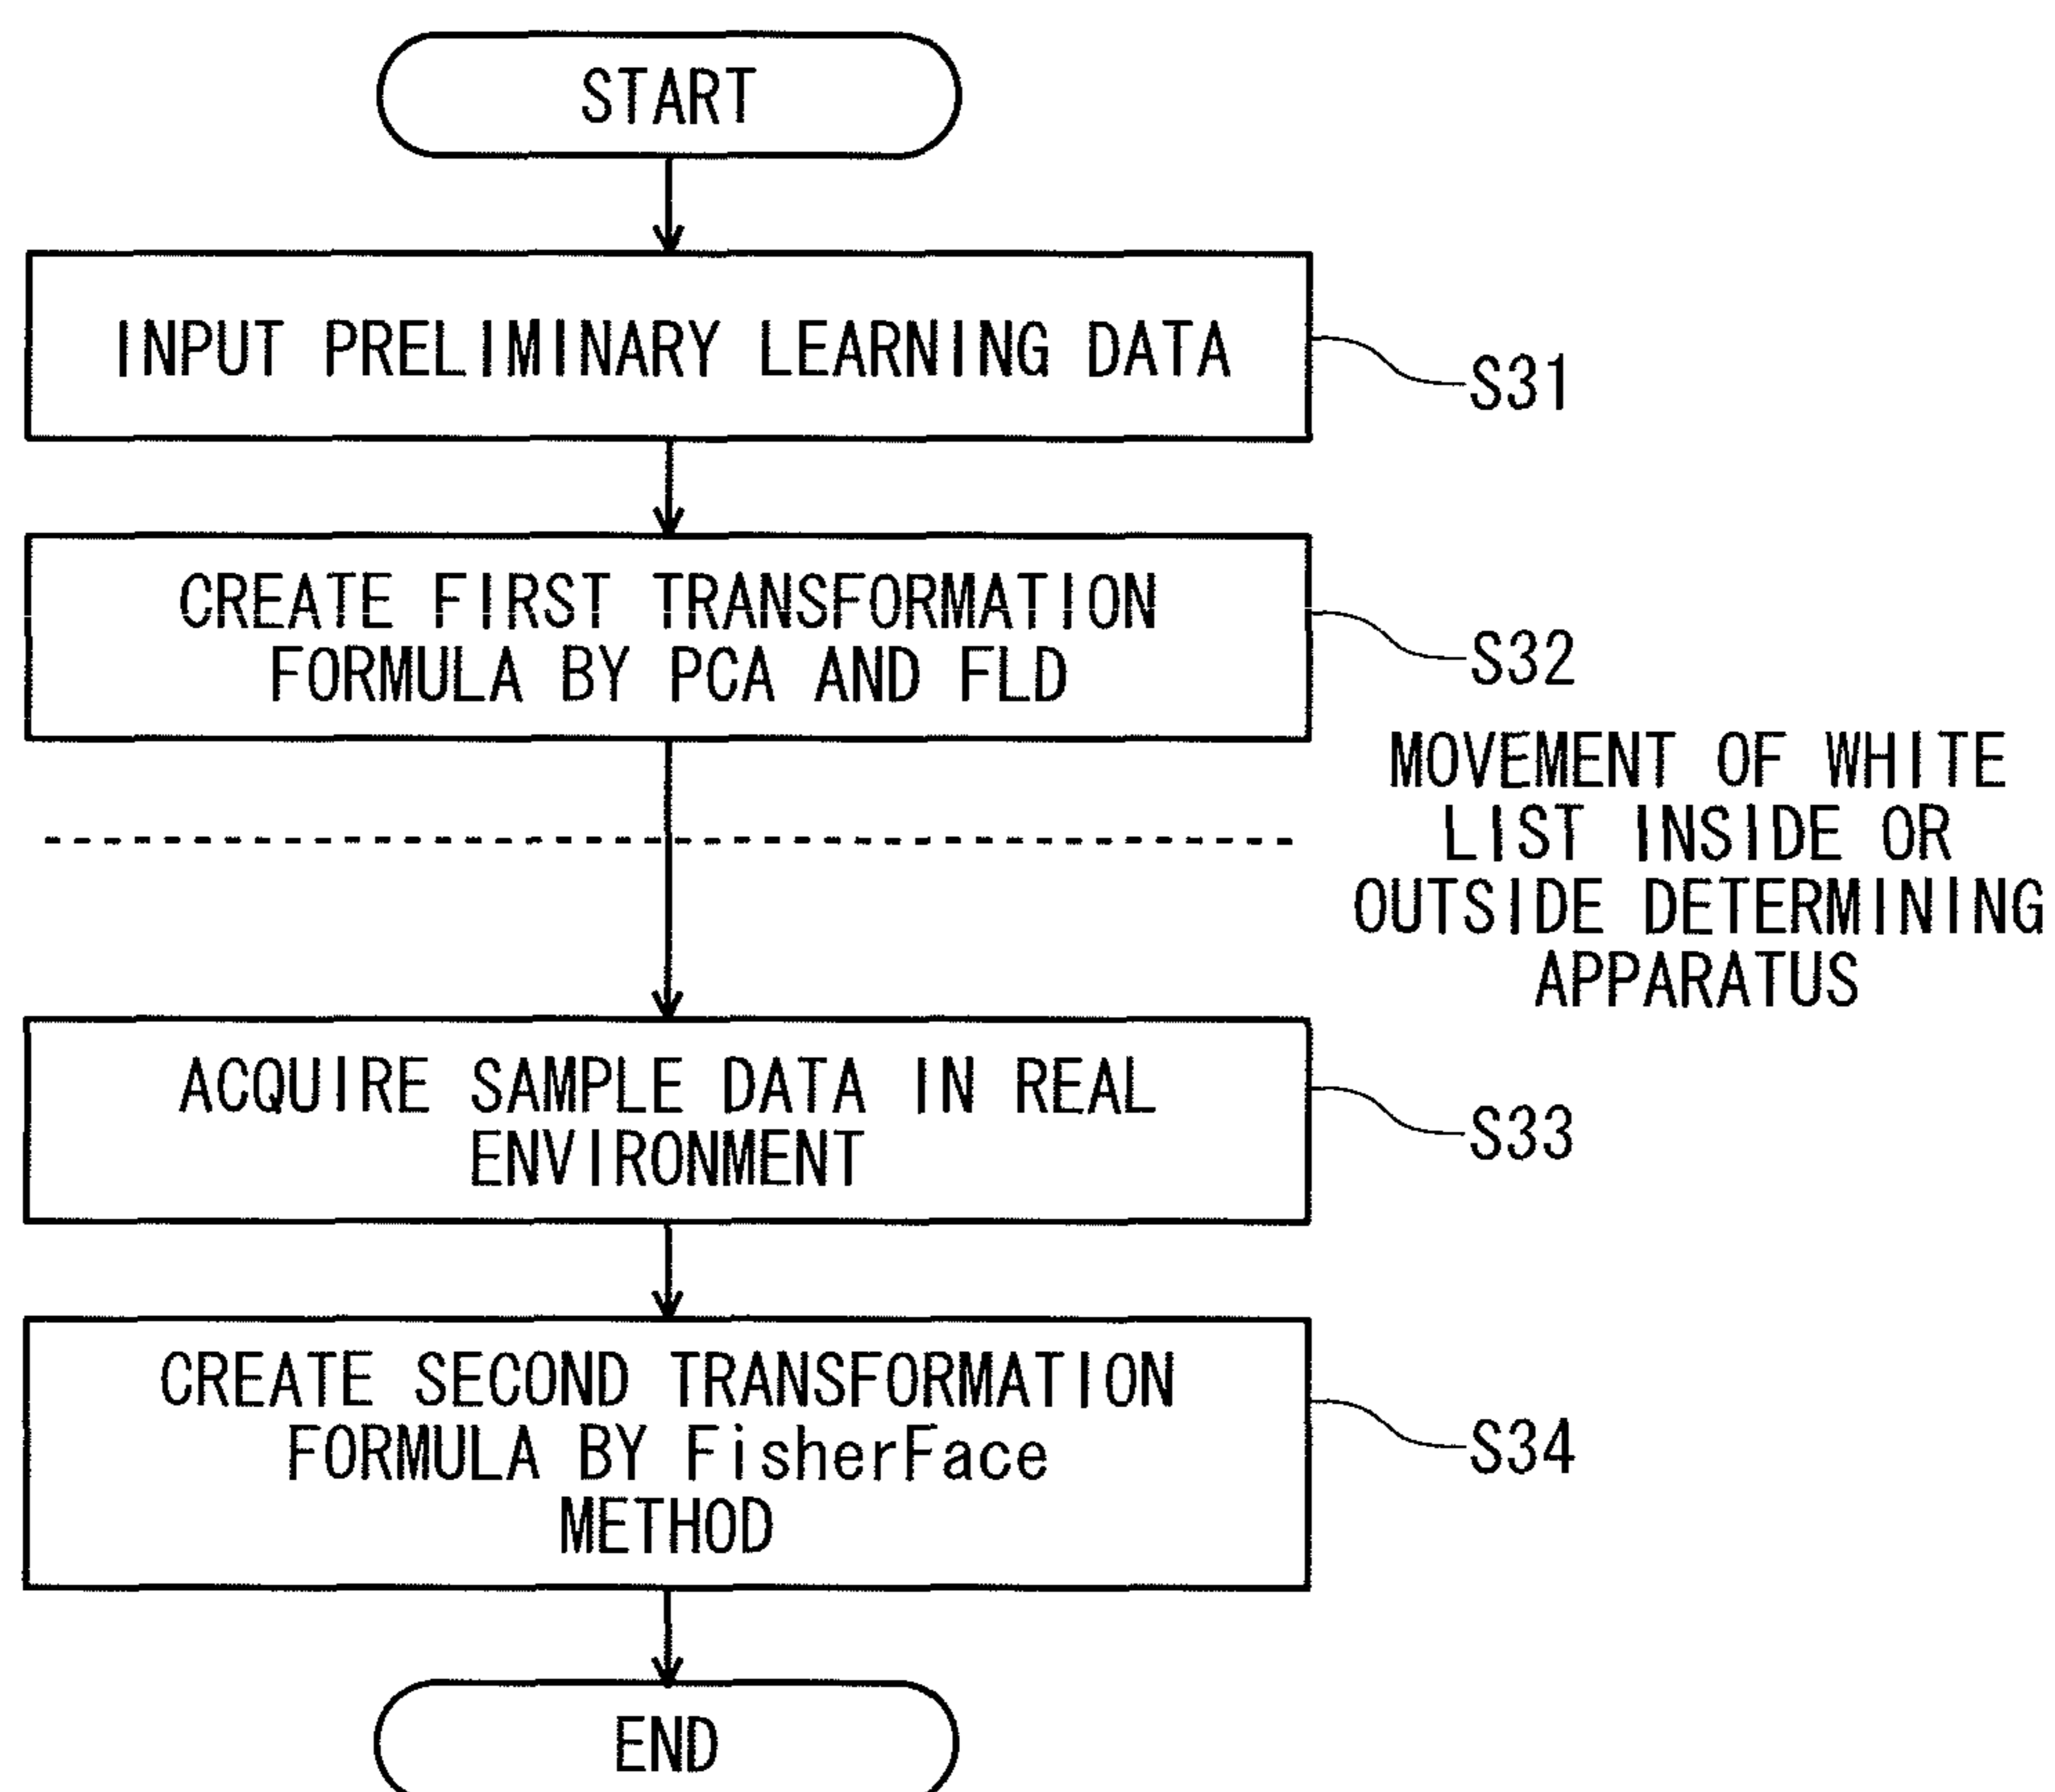 START
INPUT PRELIMINARY LEARNING DATA
S31
CREATE FIRST TRANSFORMATION
FORMULA BY PCA AND FLD
S32
MOVEMENT OF WHITE
LIST INSIDE OR
OUTSIDE DETERMINING
APPARATUS
ACQUIRE SAMPLE DATA IN REAL
ENVIRONMENT
S33
CREATE SECOND TRANSFORMATION
FORMULA BY FisherFace
METHOD
S34
END